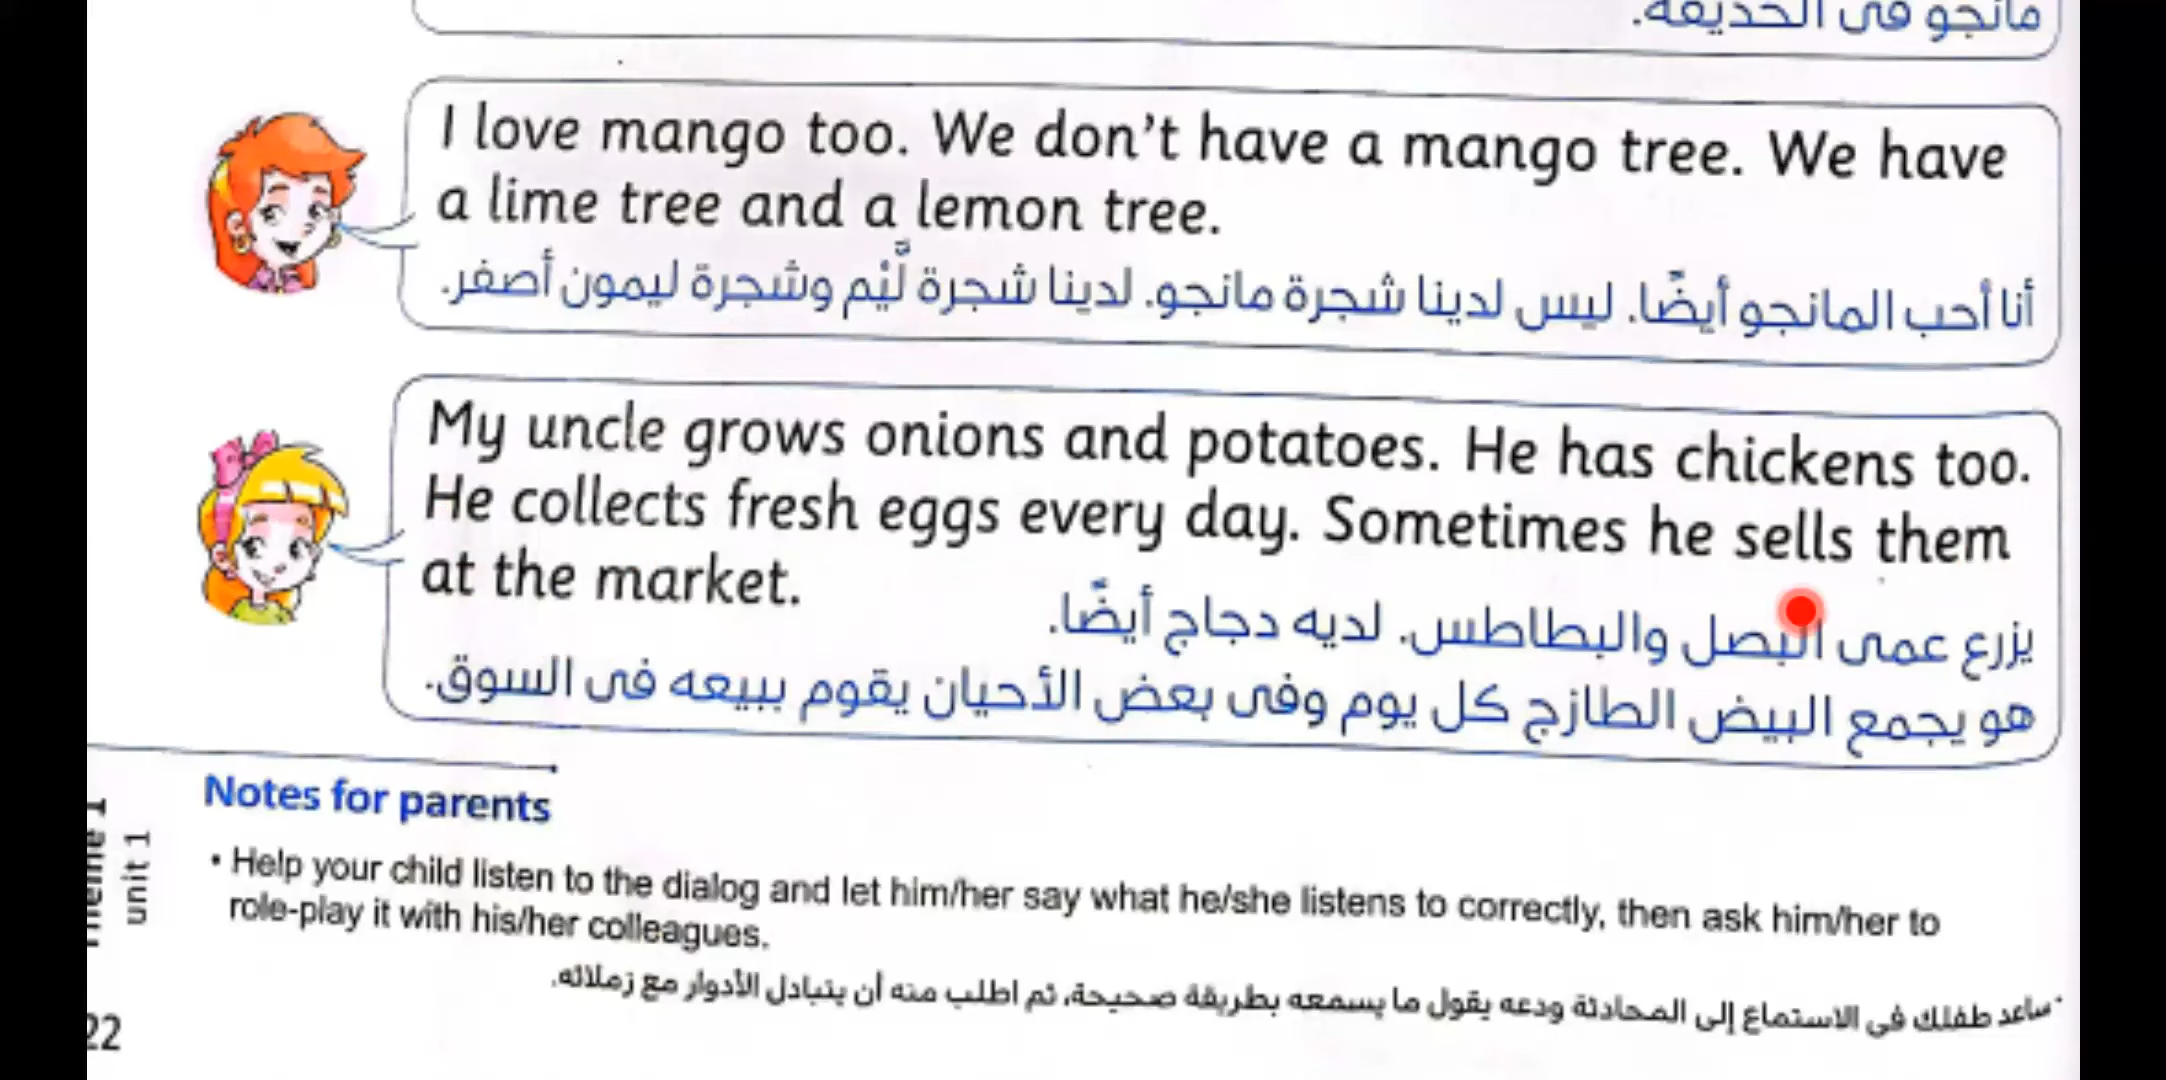 مانجو فى الحديقة.
I love mango too. We don't have a mango tree. We have
a lime tree and a lemon tree.
أنا أحب المانجو أيضًا. ليس لدينا شجرة مانجو. لدينا شجرة لَّيْم وشجرة ليمون أصفر.
My uncle grows onions and potatoes. He has chickens too.
He collects fresh eggs every day. Sometimes he sells them
at the market.
يزرع عمى البصل والبطاطس. لديه دجاج أيضًا.
هو يجمع البيض الطازج كل يوم وفى بعض الأحيان يقوم ببيعه فى السوق.
Notes for parents
• Help your child listen to the dialog and let him/her say what he/she listens to correctly, then ask him/her to
role-play it with his/her colleagues.
• ساعد طفلك فى الاستماع إلى المحادثة ودعه يقول ما يسمعه بطريقة صحيحة، ثم اطلب منه أن يتبادل الأدوار مع زملائه.
Theme 1
unit 1
22